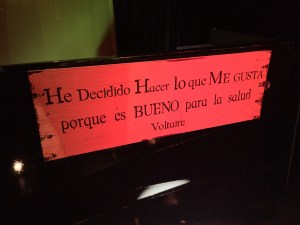 He Decidido Hacer lo que ME GUSTA
porque es BUENO para la salud
Voltaire